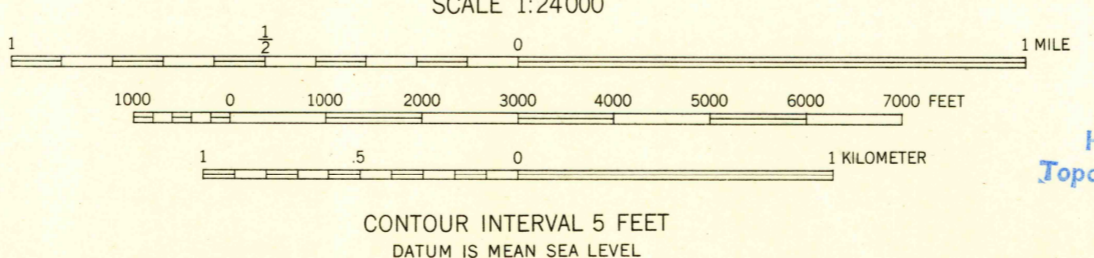 SCALE 1:24000
1 1/2 0 1 MILE
1000 0 1000 2000 3000 4000 5000 6000 7000 FEET
1 .5 0 1 KILOMETER
CONTOUR INTERVAL 5 FEET
DATUM IS MEAN SEA LEVEL